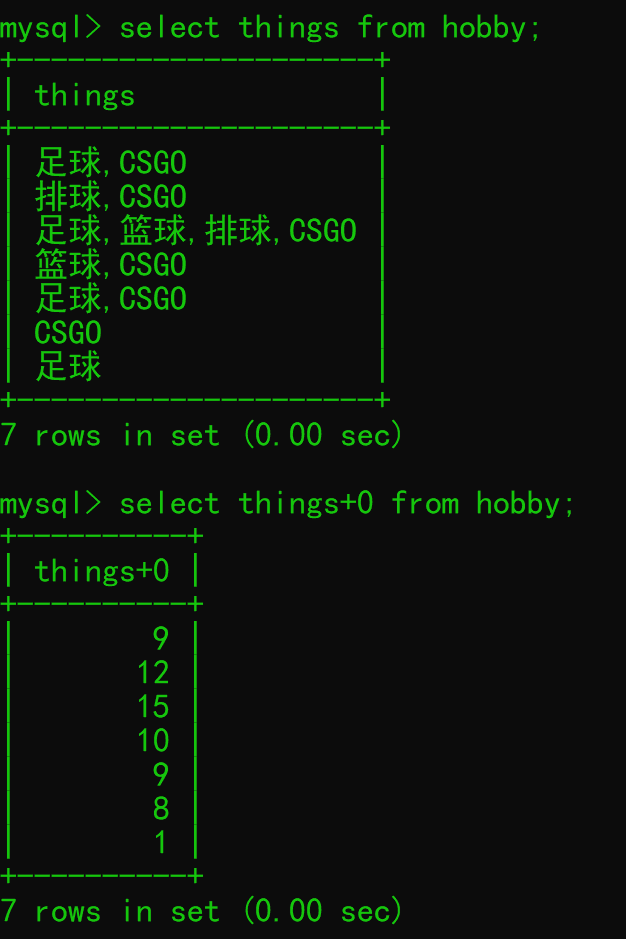 mysql> select things from hobby;
+---------------------+
| things              |
+---------------------+
| 足球,CSGO           |
| 排球,CSGO           |
| 足球,篮球,排球,CSGO |
| 篮球,CSGO           |
| 足球,CSGO           |
| CSGO                |
| 足球                |
+---------------------+
7 rows in set (0.00 sec)

mysql> select things+0 from hobby;
+----------+
| things+0 |
+----------+
|        9 |
|       12 |
|       15 |
|       10 |
|        9 |
|        8 |
|        1 |
+----------+
7 rows in set (0.00 sec)